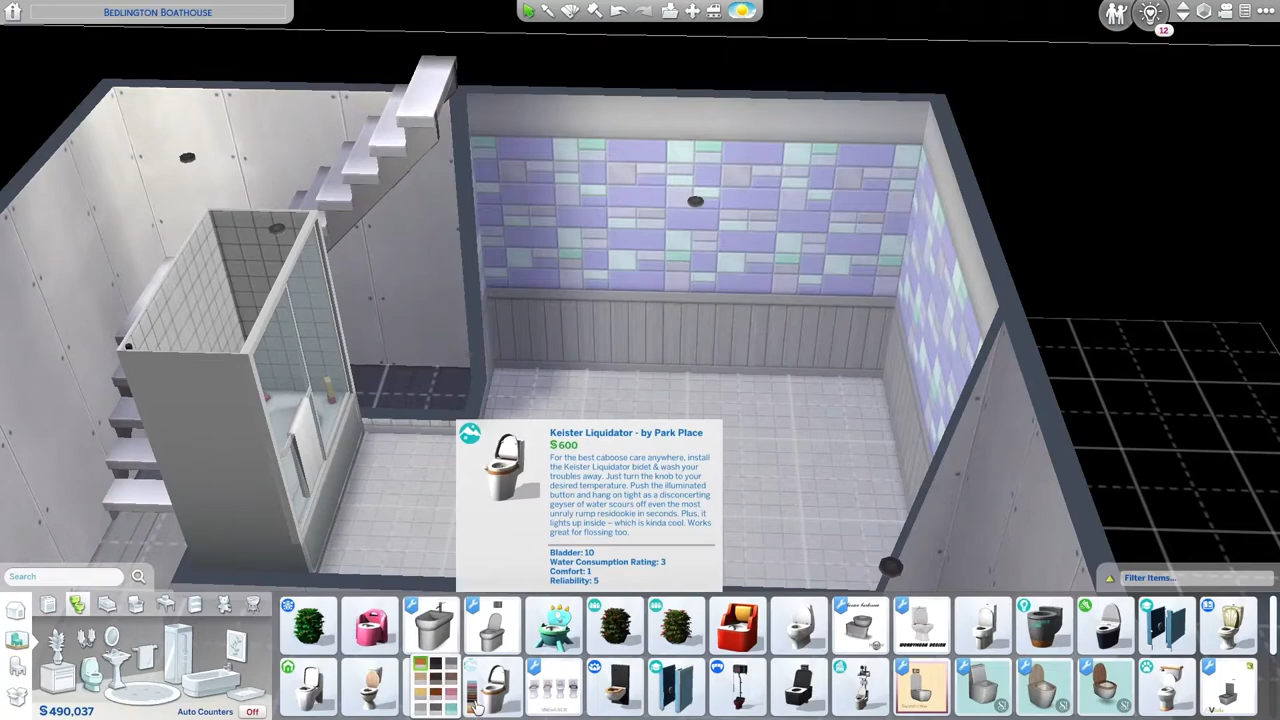 BEDLINGTON BOATHOUSE
12
Keister Liquidator - by Park Place
§600
For the best caboose care anywhere, install
the Keister Liquidator bidet & wash your
troubles away. Just turn the knob to your
desired temperature. Push the illuminated
button and hang on tight as a disconcerting
geyser of water scours off even the most
unruly rump residookie in seconds. Plus, it
lights up inside – which is kinda cool. Works
great for flossing too.
Bladder: 10
Water Consumption Rating: 3
Comfort: 1
Reliability: 5
Search
Filter Items...
§490,037
Auto Counters
Off